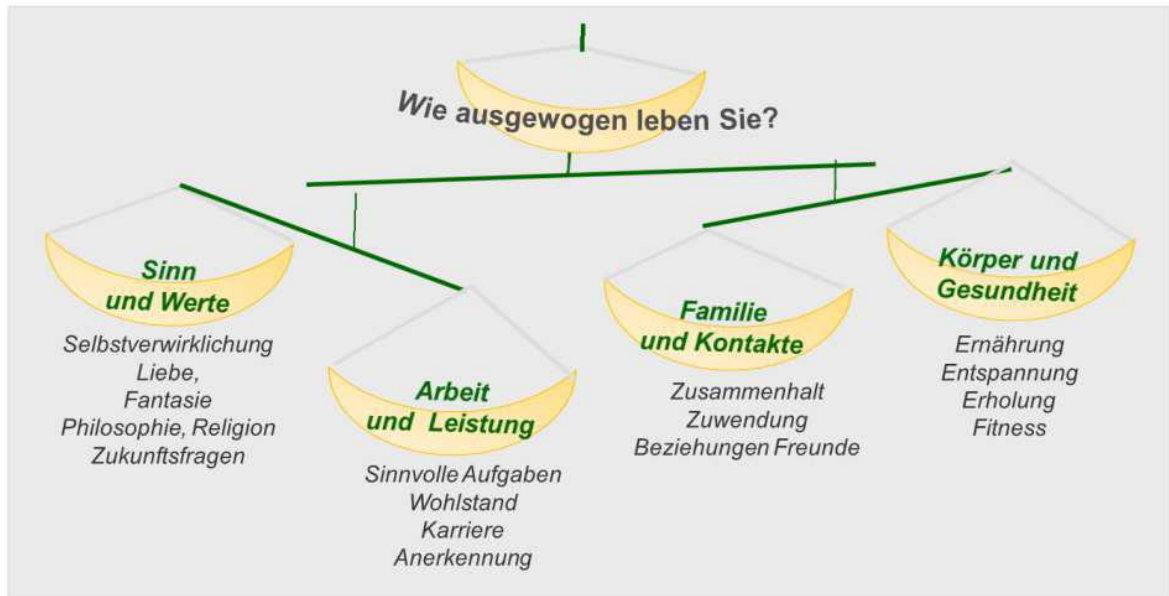 Wie ausgewogen leben Sie?
Sinn
und Werte
Selbstverwirklichung
Liebe,
Fantasie
Philosophie, Religion
Zukunftsfragen
Arbeit
und Leistung
Sinnvolle Aufgaben
Wohlstand
Karriere
Anerkennung
Familie
und Kontakte
Zusammenhalt
Zuwendung
Beziehungen Freunde
Körper und
Gesundheit
Ernährung
Entspannung
Erholung
Fitness